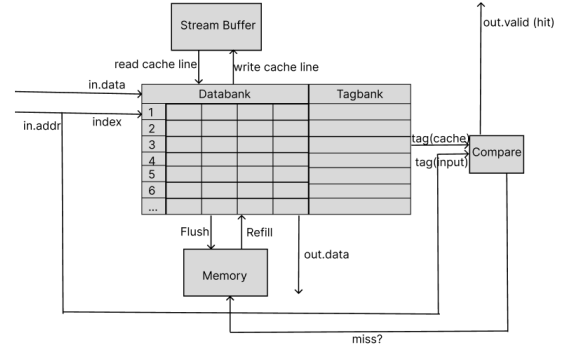 out.valid (hit)
Stream Buffer
read cache line
write cache line
in.data
Databank
Tagbank
in.addr
index
1
2
3
4
5
6
...
tag(cache)
tag(input)
Compare
Flush
Refill
out.data
Memory
miss?